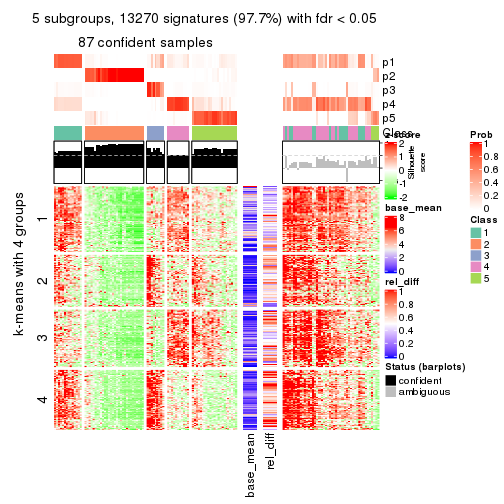 5 subgroups, 13270 signatures (97.7%) with fdr < 0.05
87 confident samples
p1
p2
p3
p4
p5
Class
z-score
2
1
0
-1
-2
Silhouette
score
Prob
1
0.8
0.6
0.4
0.2
0
base_mean
8
6
4
2
0
Class
1
2
3
4
5
rel_diff
1
0.8
0.6
0.4
0.2
0
Status (barplots)
confident
ambiguous
k-means with 4 groups
1
2
3
4
base_mean
rel_diff